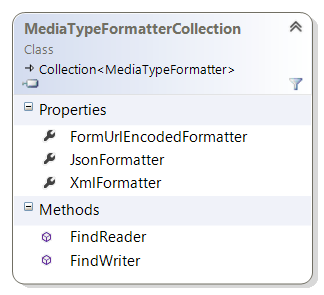 MediaTypeFormatterCollection
Class
Collection<MediaTypeFormatter>
Properties
FormUrlEncodedFormatter
JsonFormatter
XmlFormatter
Methods
FindReader
FindWriter